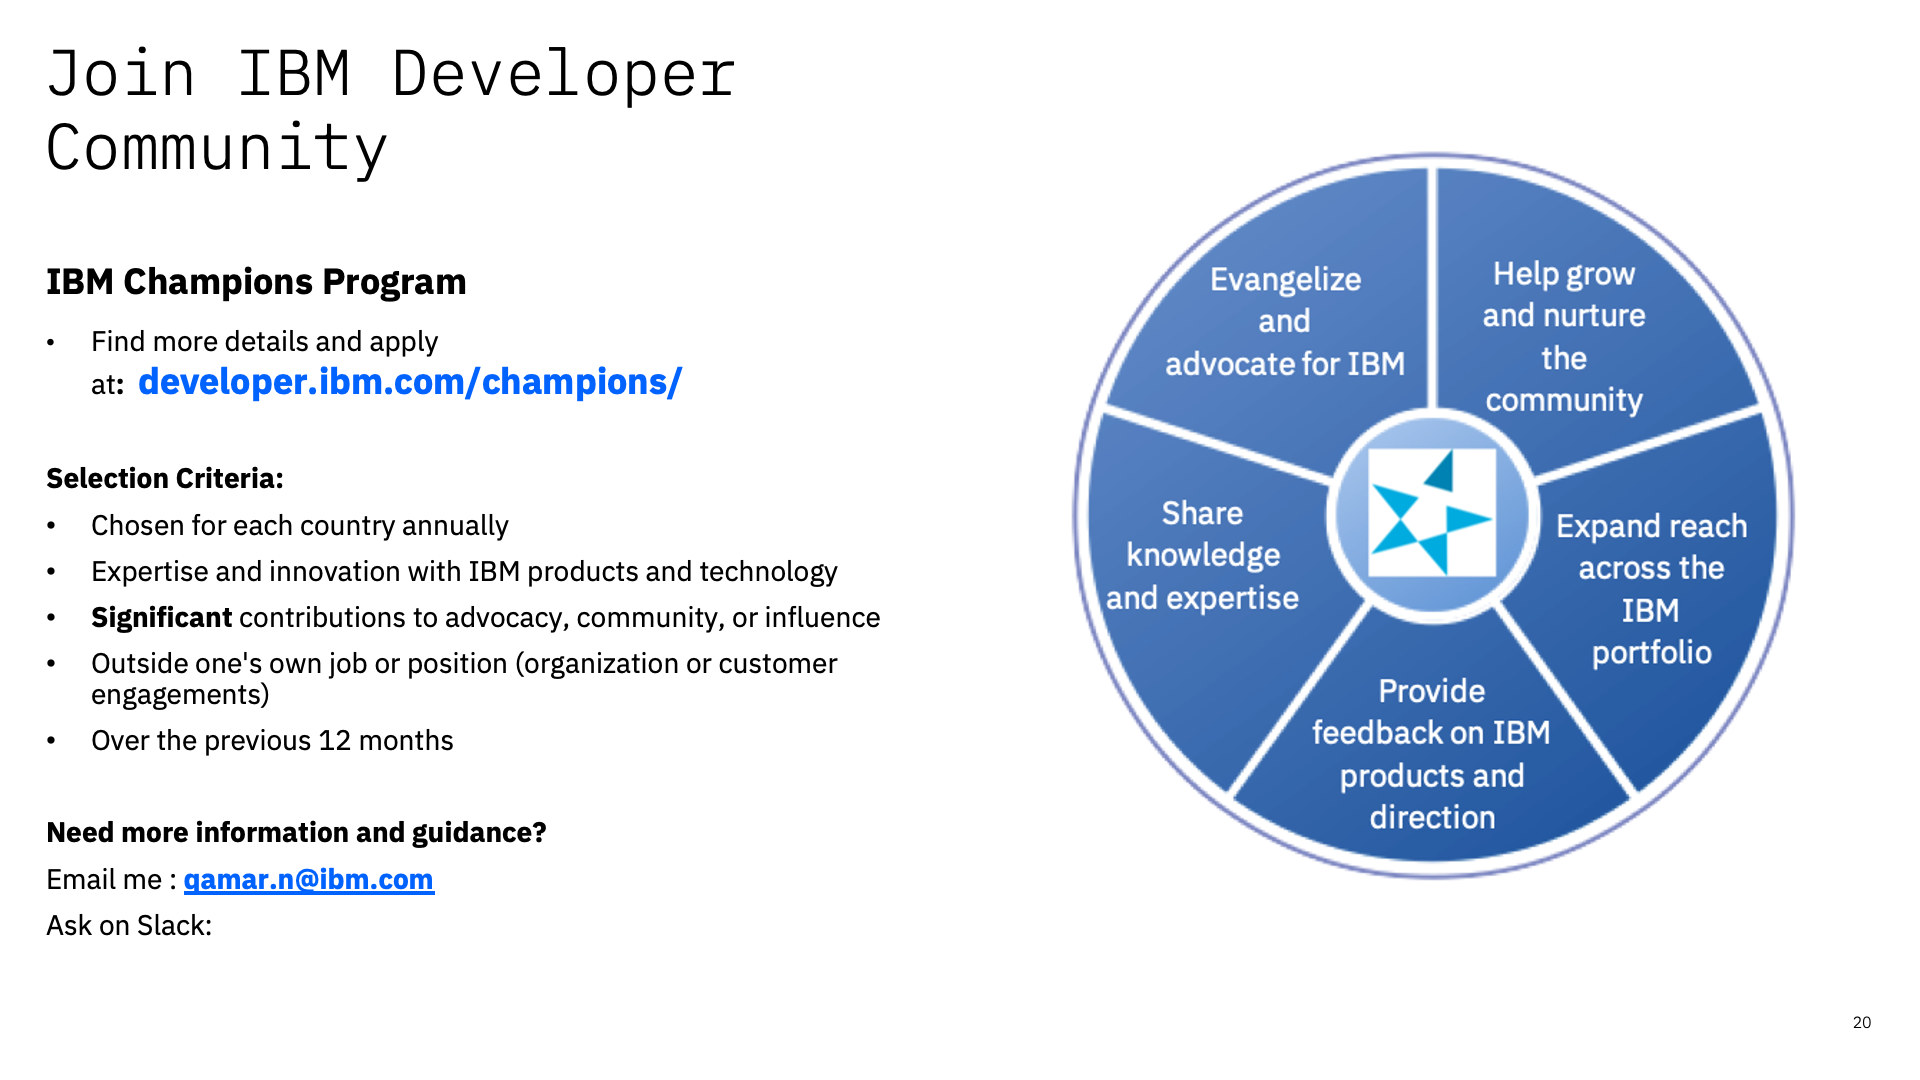 Join IBM Developer
Community
IBM Champions Program
• Find more details and apply
at: developer.ibm.com/champions/
Selection Criteria:
• Chosen for each country annually
• Expertise and innovation with IBM products and technology
• Significant contributions to advocacy, community, or influence
• Outside one's own job or position (organization or customer
engagements)
• Over the previous 12 months
Need more information and guidance?
Email me : qamar.n@ibm.com
Ask on Slack:
Evangelize
and
advocate for IBM
Help grow
and nurture
the
community
Share
knowledge
and expertise
Expand reach
across the
IBM
portfolio
Provide
feedback on IBM
products and
direction
20